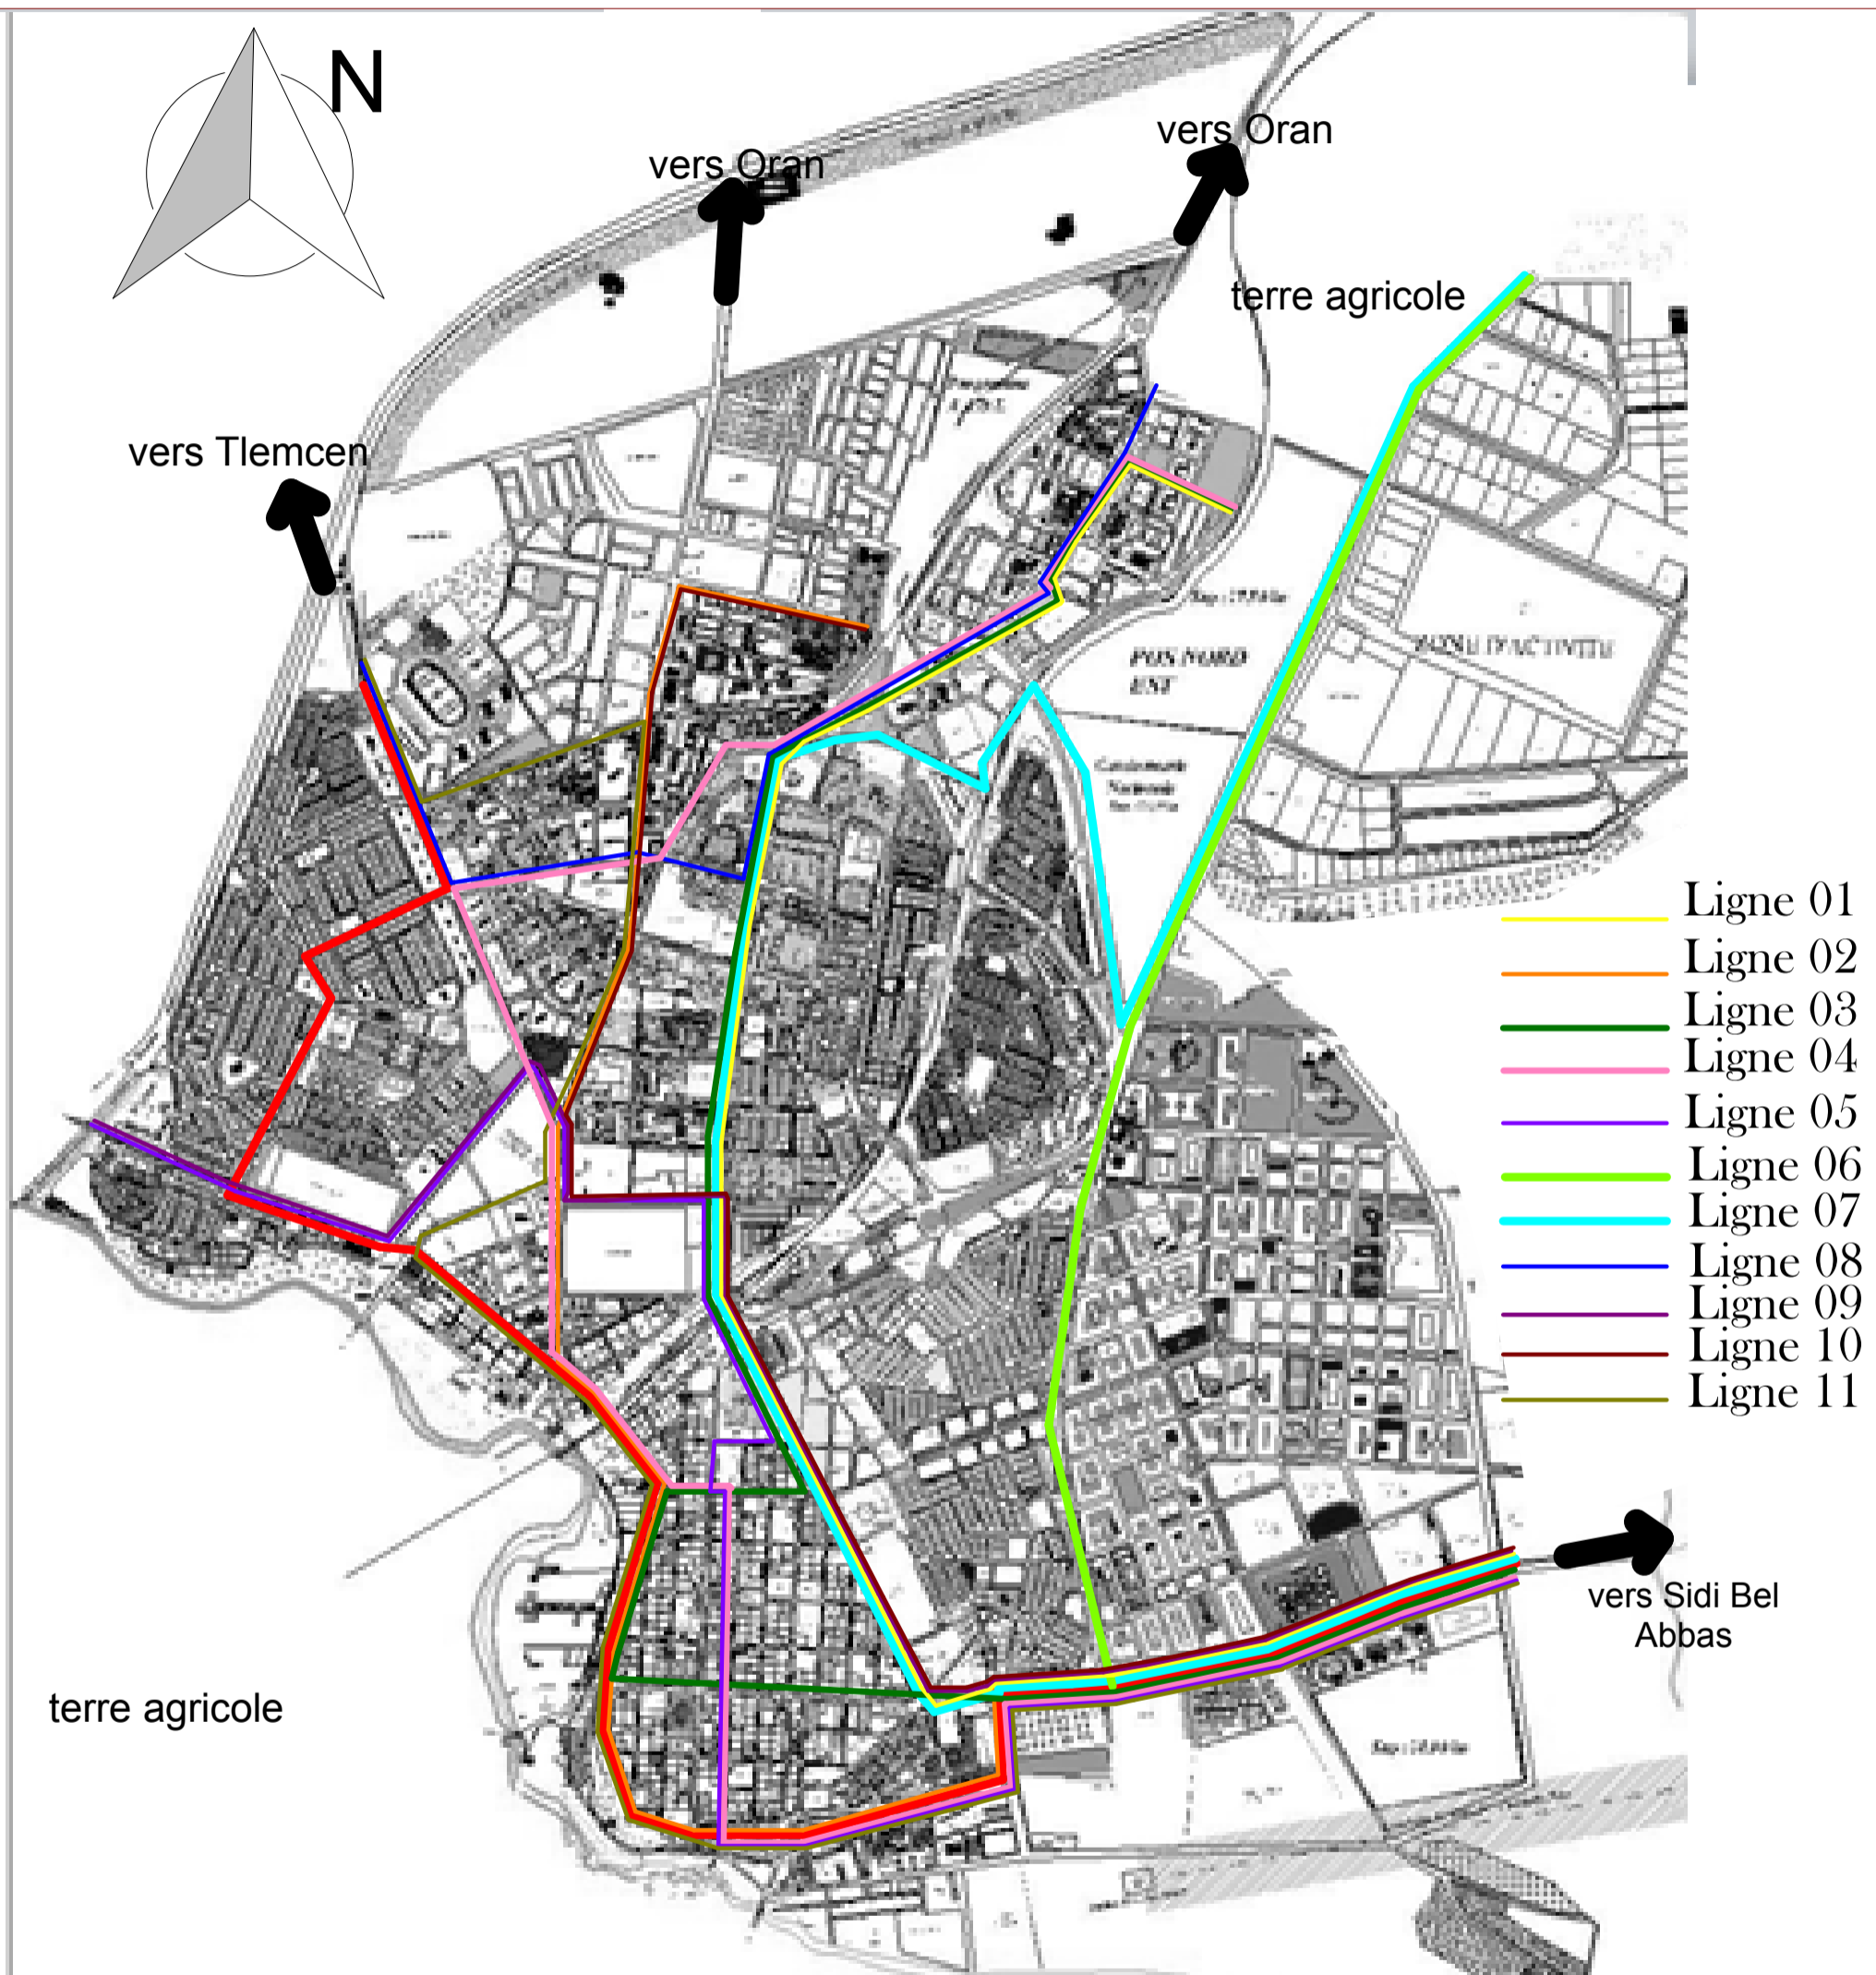 N
vers Oran
vers Oran
terre agricole
vers Tlemcen
POS NORD
EST
ZONE D'ACTIVITE
Ligne 01
Ligne 02
Ligne 03
Ligne 04
Ligne 05
Ligne 06
Ligne 07
Ligne 08
Ligne 09
Ligne 10
Ligne 11
vers Sidi Bel
Abbas
terre agricole